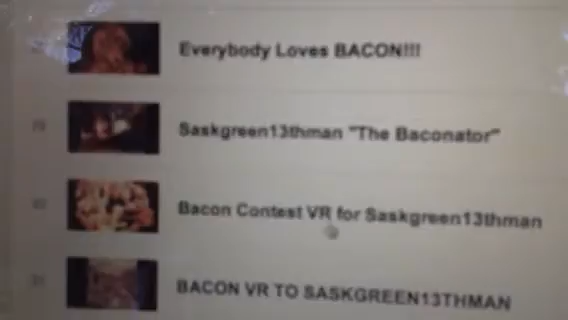 Everybody Loves BACON!!!
Saskgreen13thman "The Baconator"
Bacon Contest VR for Saskgreen13thman
BACON VR TO SASKGREEN13THMAN